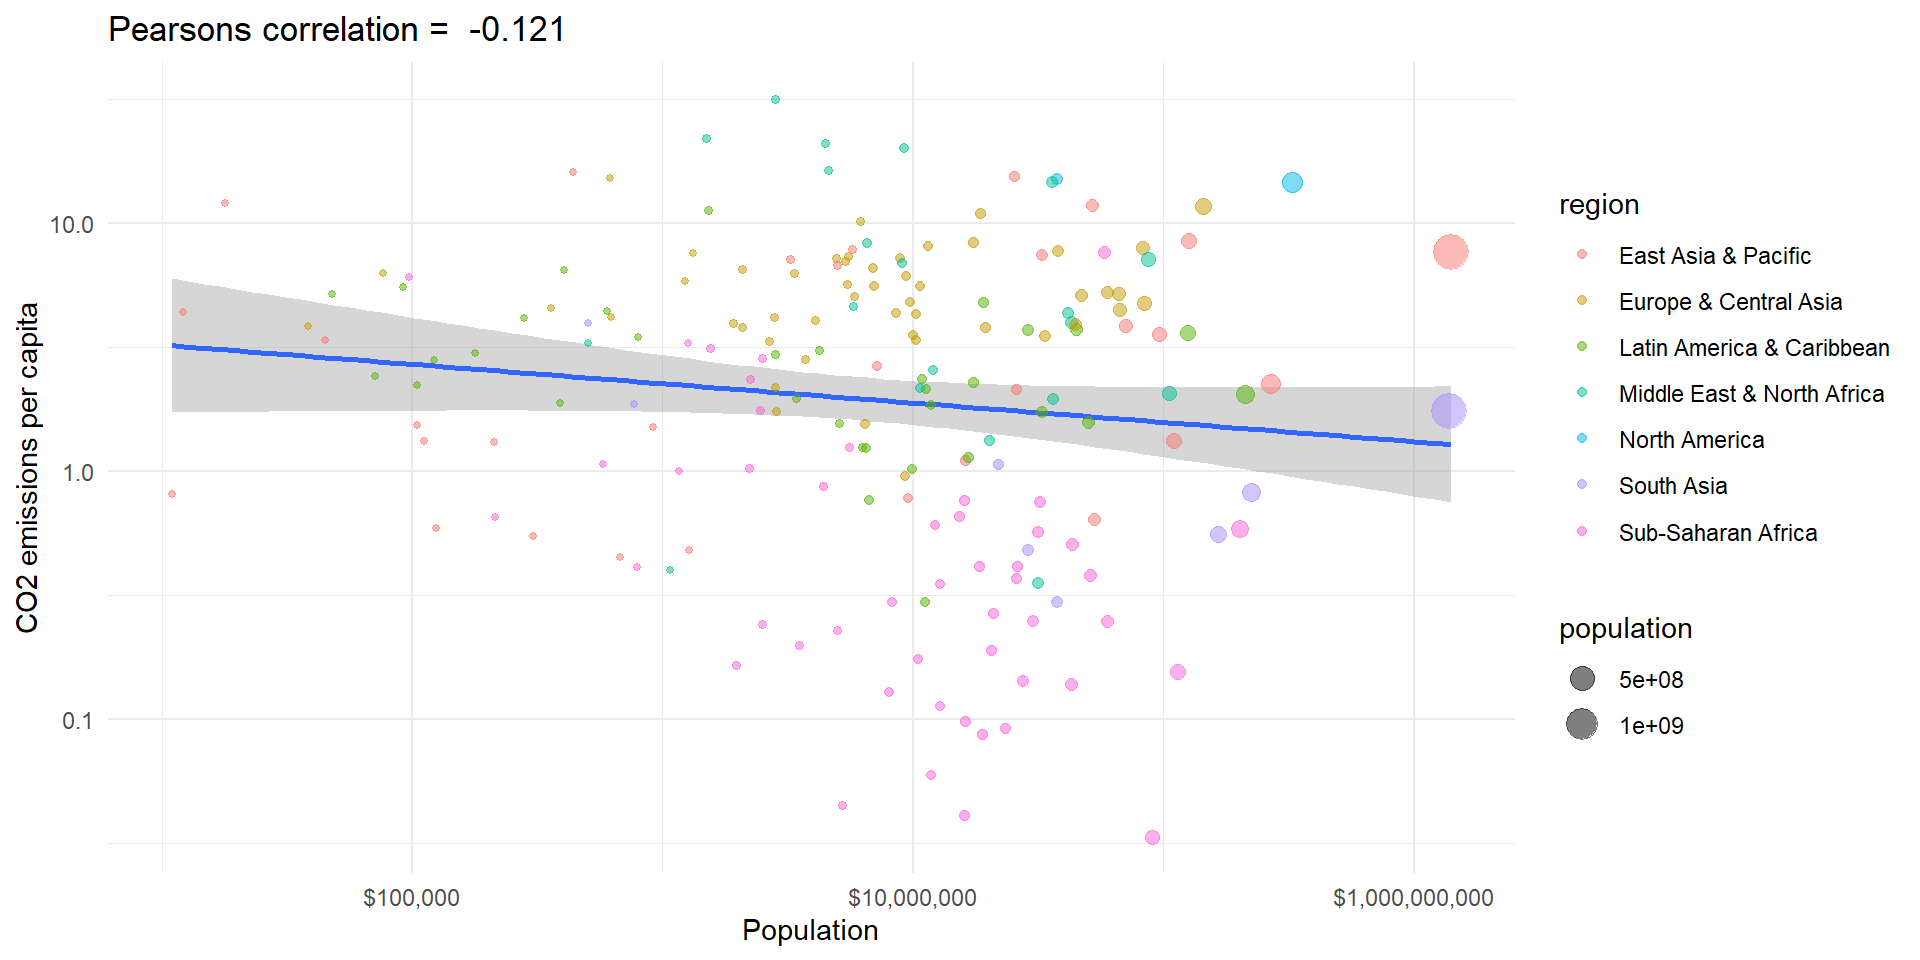 Pearsons correlation =  -0.121
CO2 emissions per capita
10.0
1.0
0.1
$100,000
$10,000,000
$1,000,000,000
Population
region
East Asia & Pacific
Europe & Central Asia
Latin America & Caribbean
Middle East & North Africa
North America
South Asia
Sub-Saharan Africa
population
5e+08
1e+09